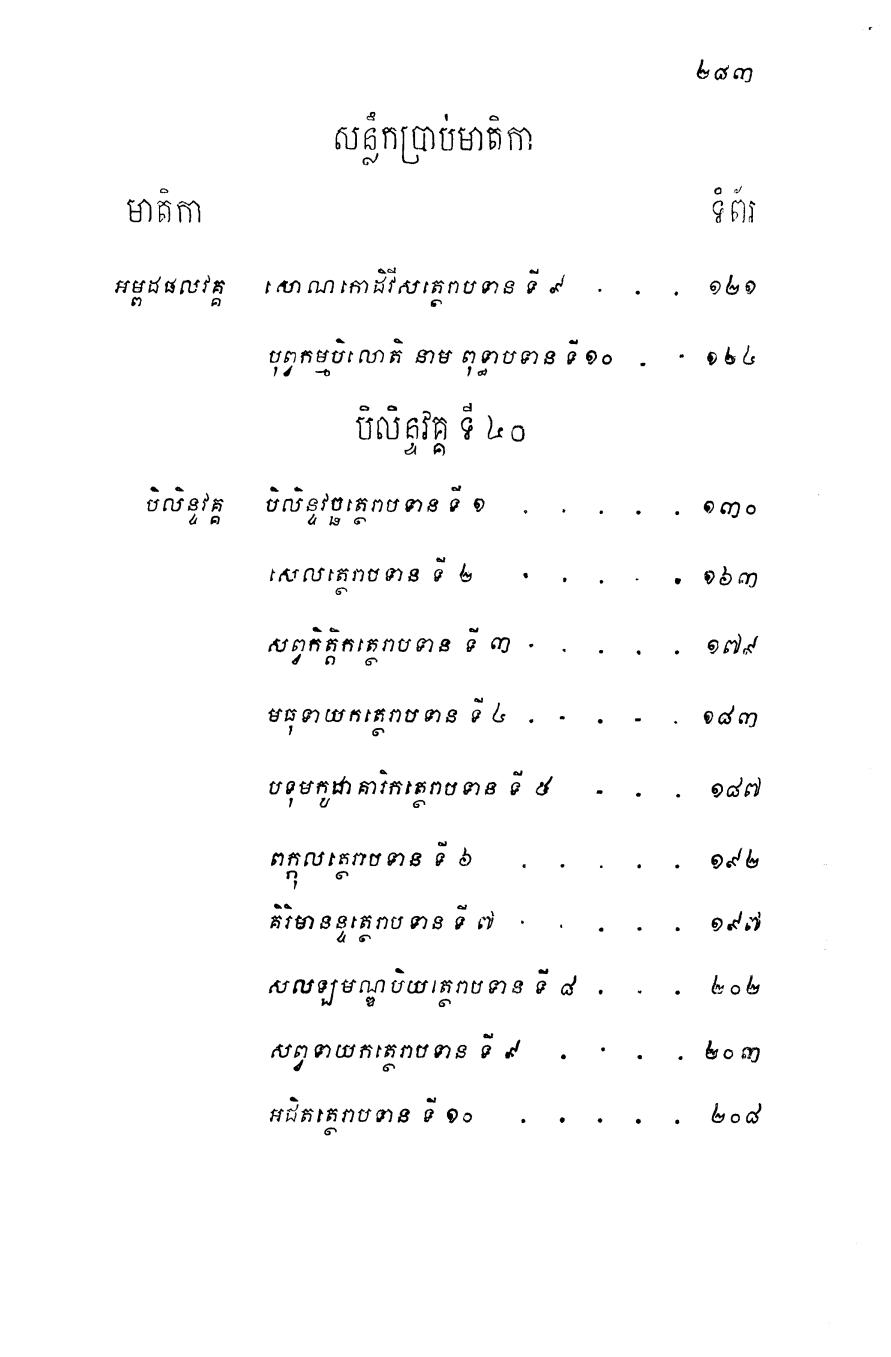 ២៨៣
សន្លឹកប្រាប់មាតិកា
មាតិកា ទំព័រ
អម្ពដផលវគ្គ សោណកោដិវីសត្ថេរាបទាន ទី ៩ . . . ១២១
បុព្វកម្មបិលោតិ នាម ពុទ្ធាបទាន ទី ១០ . . ១២៤
បិលិន្ទវគ្គ ទី ៤០
បិលិន្ទវគ្គ បិលិន្ទវច្ឆត្ថេរាបទាន ទី ១ . . . . . ១៣០
សេលត្ថេរាបទាន ទី ២ . . . . . ១៦៣
សព្វកិត្តិកត្ថេរាបទាន ទី ៣ . . . . . ១៧៩
មធុទាយកត្ថេរាបទាន ទី ៤ . . . . . ១៨៣
បទុមកូដាគារិកត្ថេរាបទាន ទី ៥ . . . ១៨៧
ពក្កុលត្ថេរាបទាន ទី ៦ . . . . . ១៩២
គិរិមានន្ទត្ថេរាបទាន ទី ៧ . . . . . ១៩៧
សលឡមណ្ឌបិយត្ថេរាបទាន ទី ៨ . . . ២០២
សព្វទាយកត្ថេរាបទាន ទី ៩ . . . . ២០៣
អជិតត្ថេរាបទាន ទី ១០ . . . . . ២០៨